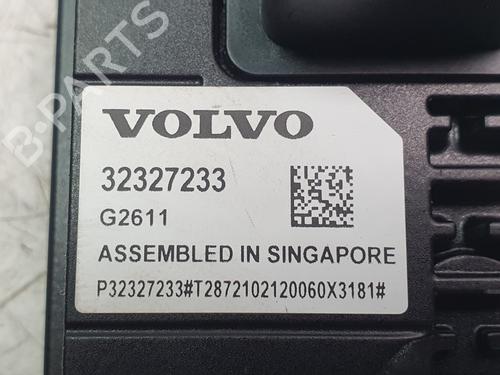 B-PARTS
VOLVO
32327233
G2611
ASSEMBLED IN SINGAPORE
P32327233#T2872102120060X3181#